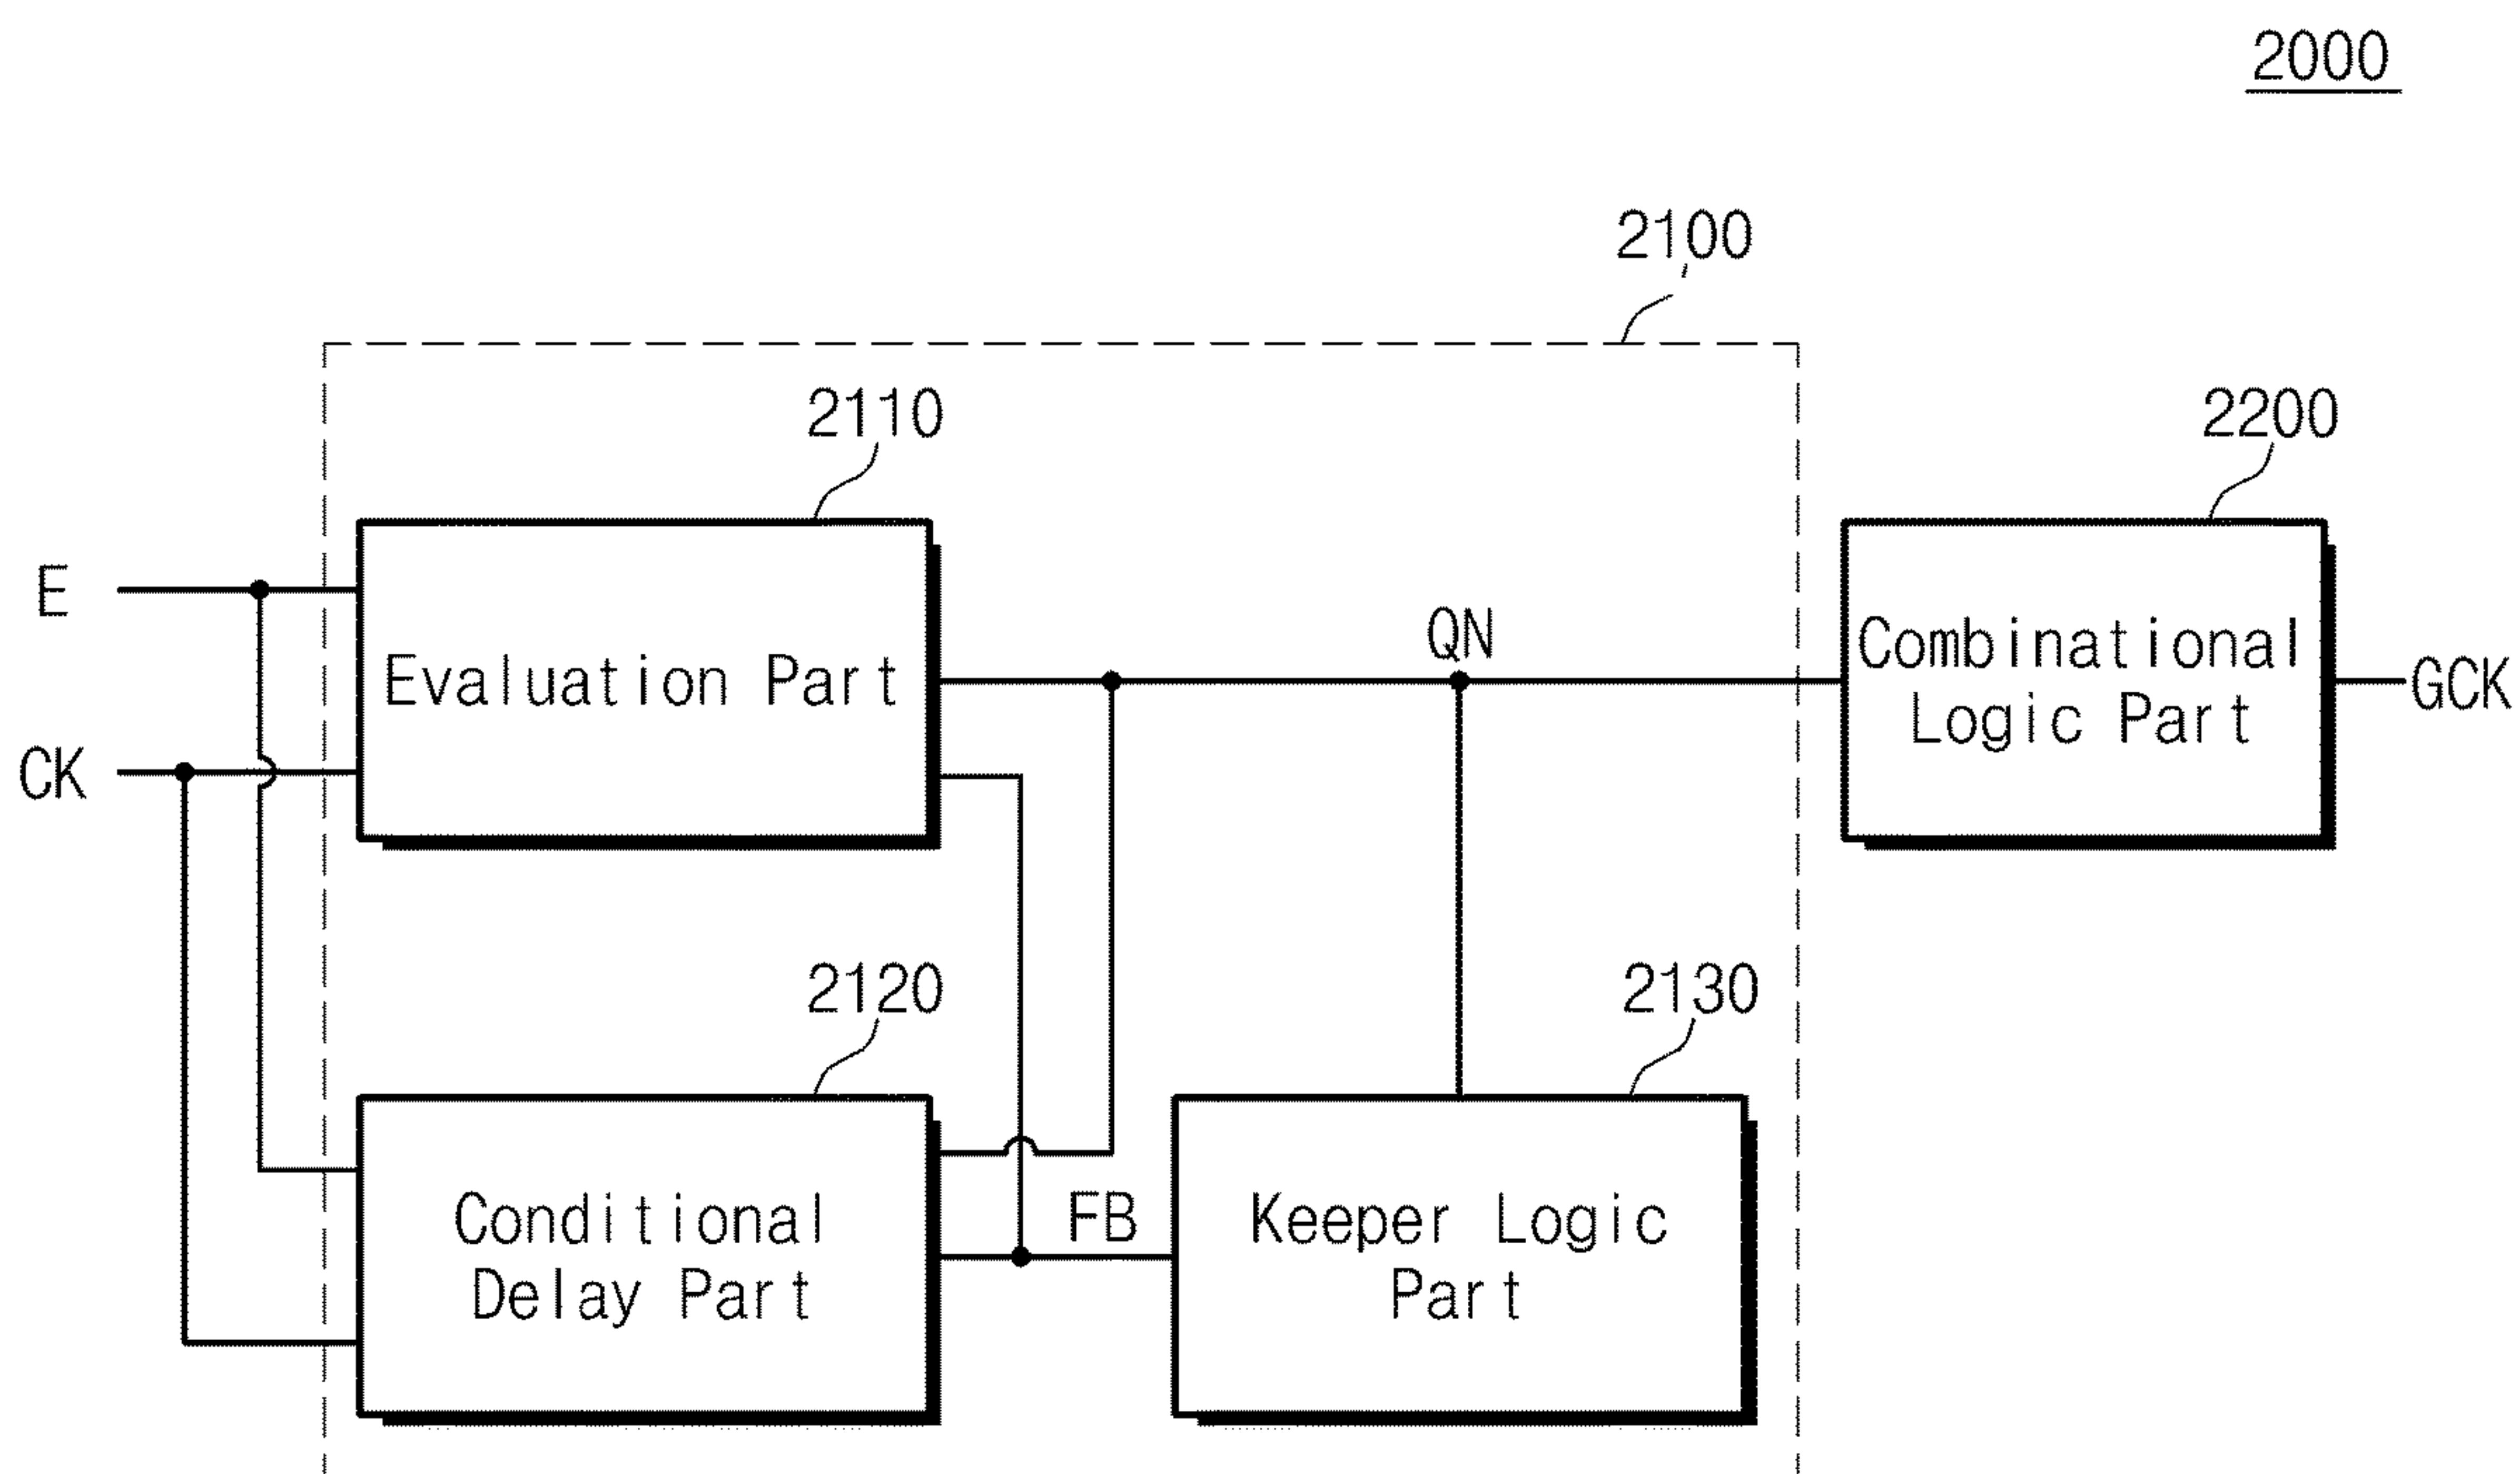 2000
2100
2110
2200
E
Evaluation Part
QN
Combinational
Logic Part
GCK
CK
2120
2130
Conditional
Delay Part
FB
Keeper Logic
Part